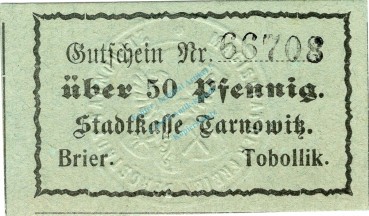 Gutschein Nr. 66708
über 50 Pfennig.
Stadtkasse Tarnowitz.
Brier. Tobollik.